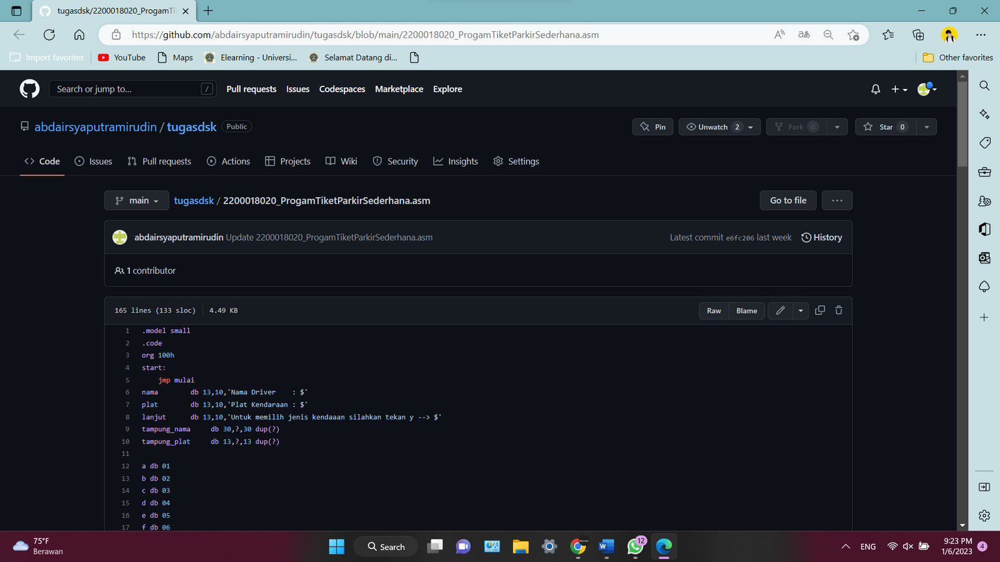 tugasdsk/2200018020_ProgamTi
https://github.com/abdairsyaputramirudin/tugasdsk/blob/main/2200018020_ProgamTiketParkirSederhana.asm
Import favorites YouTube Maps Elearning - Universi... Selamat Datang di... Other favorites
Search or jump to... / Pull requests Issues Codespaces Marketplace Explore
abdairsyaputramirudin / tugasdsk Public Pin Unwatch 2 Fork 0 Star 0
Code Issues Pull requests Actions Projects Wiki Security Insights Settings
main tugasdsk / 2200018020_ProgamTiketParkirSederhana.asm Go to file ...
abdairsyaputramirudin Update 2200018020_ProgamTiketParkirSederhana.asm Latest commit e6fc206 last week History
1 contributor
165 lines (133 sloc) 4.49 KB Raw Blame
1 .model small
2 .code
3 org 100h
4 start:
5 jmp mulai
6 nama db 13,10,'Nama Driver : $'
7 plat db 13,10,'Plat Kendaraan : $'
8 lanjut db 13,10,'Untuk memilih jenis kendaaan silahkan tekan y --> $'
9 tampung_nama db 30,?,30 dup(?)
10 tampung_plat db 13,?,13 dup(?)
11
12 a db 01
13 b db 02
14 c db 03
15 d db 04
16 e db 05
17 f db 06
75°F
Berawan
Search
12
ENG
9:23 PM
1/6/2023
4